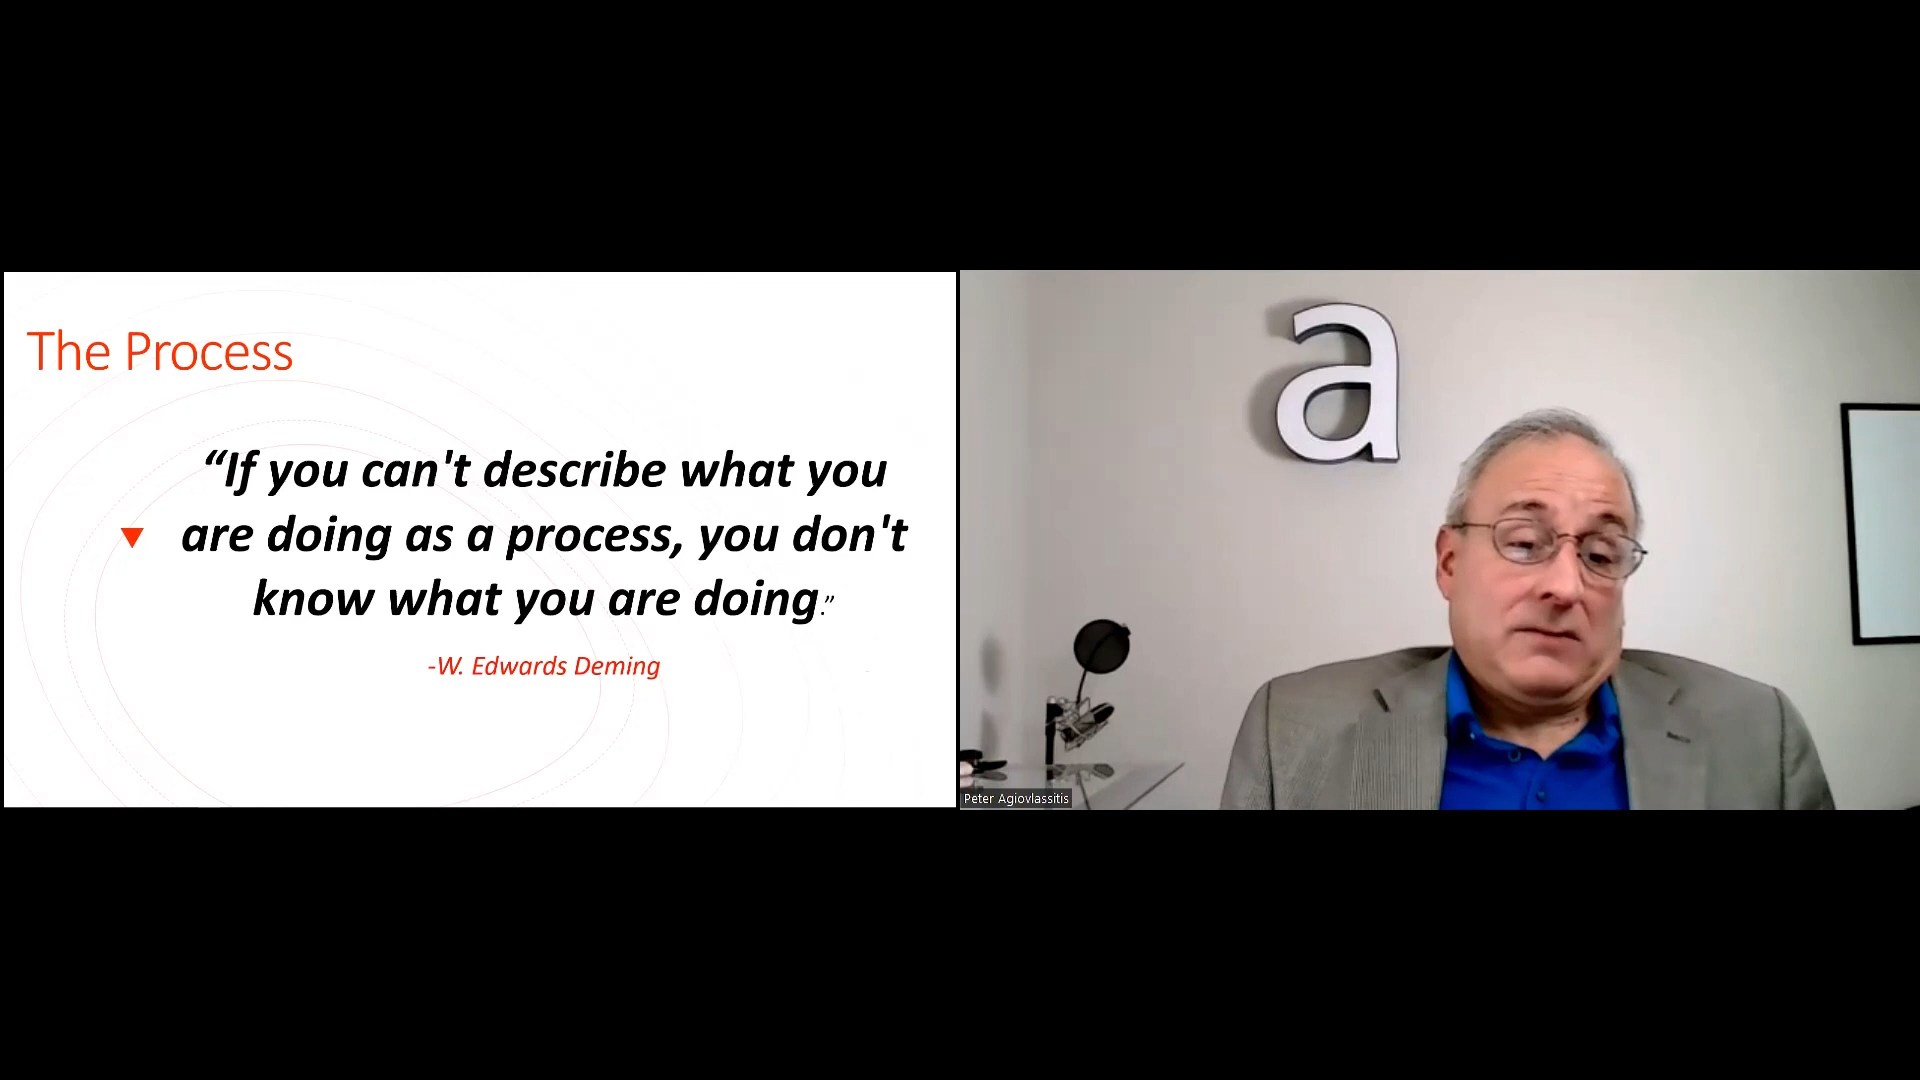 The Process
“If you can't describe what you
are doing as a process, you don't
know what you are doing.”
-W. Edwards Deming
a
Peter Agiovlassitis